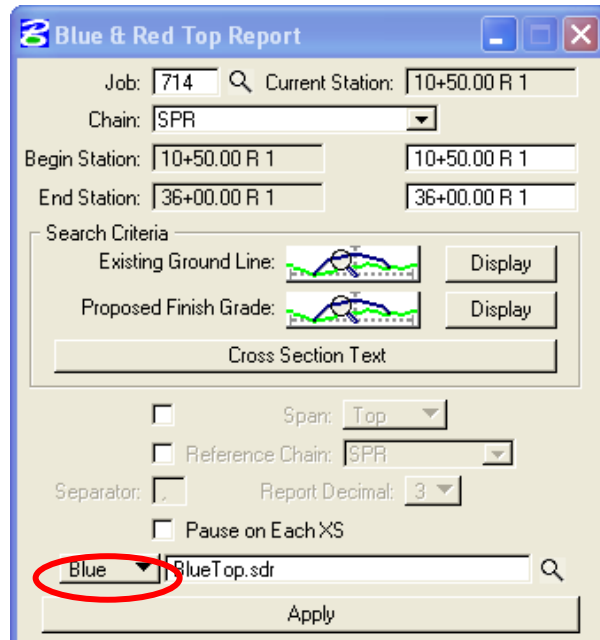 Blue & Red Top Report
Job: 714 Current Station: 10+50.00 R 1
Chain: SPR
Begin Station: 10+50.00 R 1 10+50.00 R 1
End Station: 36+00.00 R 1 36+00.00 R 1
Search Criteria
Existing Ground Line: Display
Proposed Finish Grade: Display
Cross Section Text
Span: Top
Reference Chain: SPR
Separator: , Report Decimal: 3
Pause on Each XS
Blue BlueTop.sdr
Apply